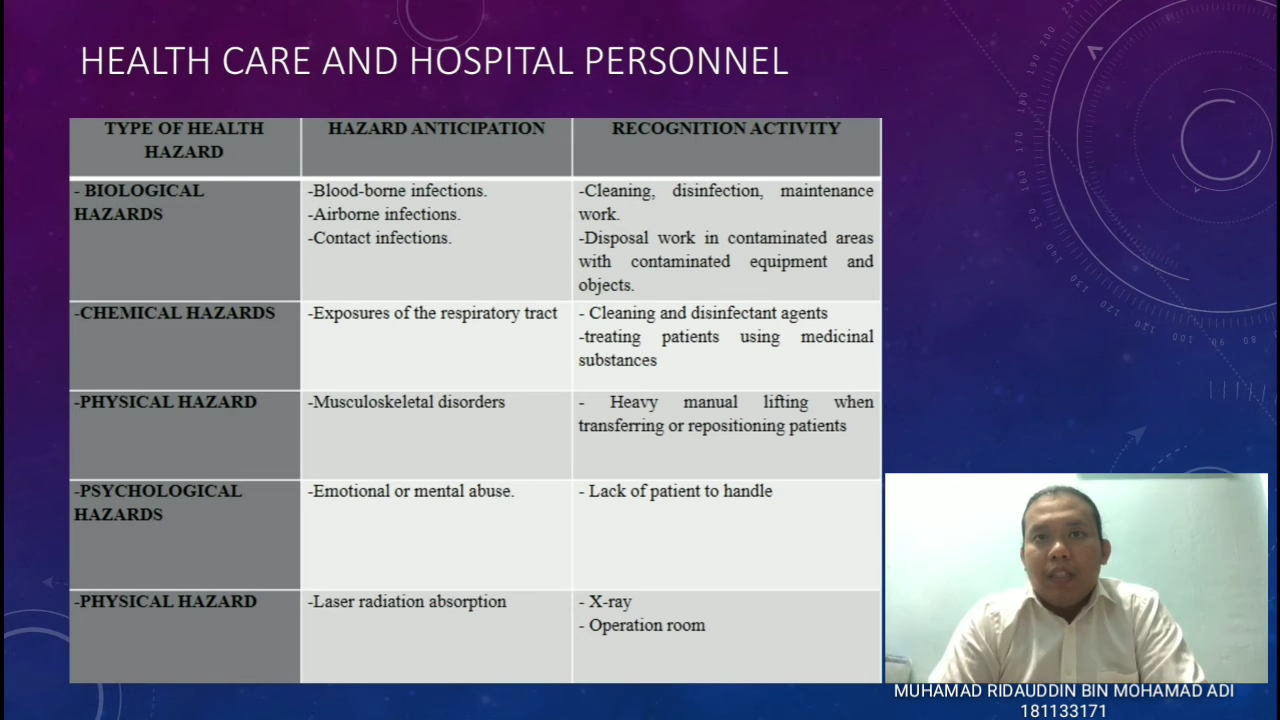 HEALTH CARE AND HOSPITAL PERSONNEL
TYPE OF HEALTH
HAZARD
HAZARD ANTICIPATION
RECOGNITION ACTIVITY
- BIOLOGICAL
HAZARDS
-Blood-borne infections.
-Airborne infections.
-Contact infections.
-Cleaning, disinfection, maintenance
work.
-Disposal work in contaminated areas
with contaminated equipment and
objects.
-CHEMICAL HAZARDS
-Exposures of the respiratory tract
- Cleaning and disinfectant agents
-treating patients using medicinal
substances
-PHYSICAL HAZARD
-Musculoskeletal disorders
- Heavy manual lifting when
transferring or repositioning patients
-PSYCHOLOGICAL
HAZARDS
-Emotional or mental abuse.
- Lack of patient to handle
-PHYSICAL HAZARD
-Laser radiation absorption
- X-ray
- Operation room
MUHAMAD RIDAUDDIN BIN MOHAMAD ADI
181133171